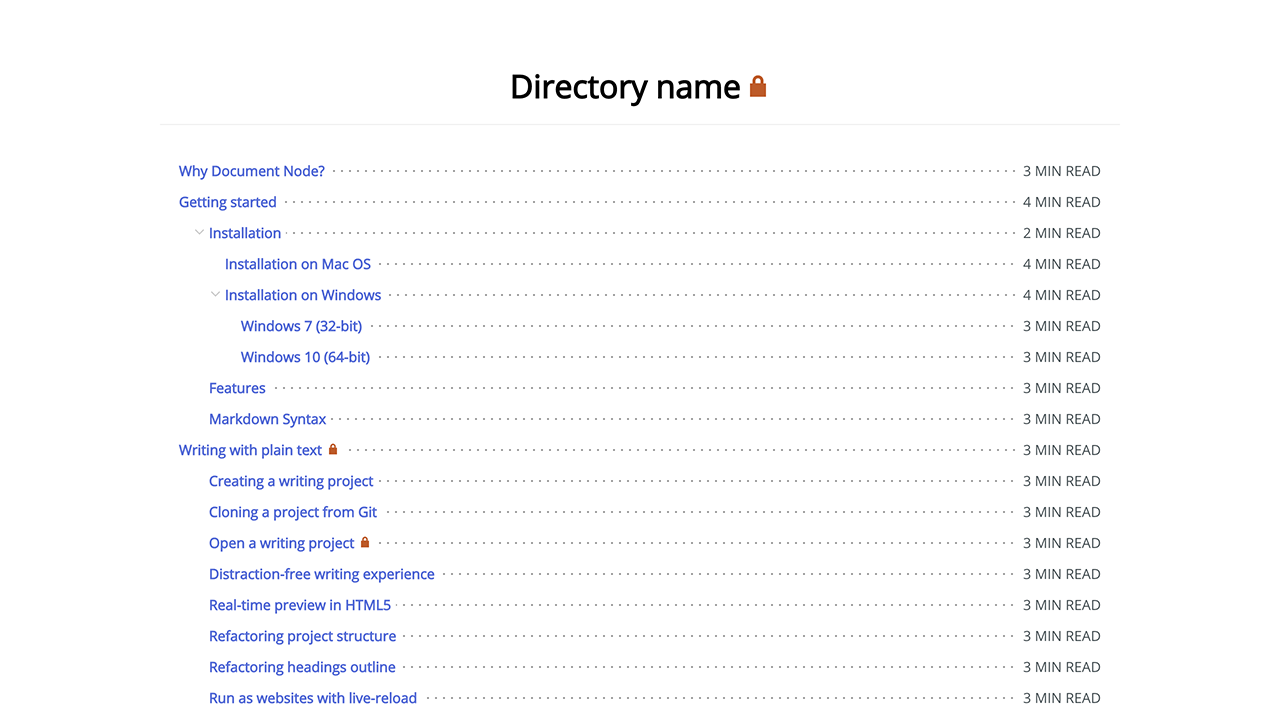 Directory name
Why Document Node? 3 MIN READ
Getting started 4 MIN READ
Installation 2 MIN READ
Installation on Mac OS 4 MIN READ
Installation on Windows 4 MIN READ
Windows 7 (32-bit) 3 MIN READ
Windows 10 (64-bit) 3 MIN READ
Features 3 MIN READ
Markdown Syntax 3 MIN READ
Writing with plain text 3 MIN READ
Creating a writing project 3 MIN READ
Cloning a project from Git 3 MIN READ
Open a writing project 3 MIN READ
Distraction-free writing experience 3 MIN READ
Real-time preview in HTML5 3 MIN READ
Refactoring project structure 3 MIN READ
Refactoring headings outline 3 MIN READ
Run as websites with live-reload 3 MIN READ